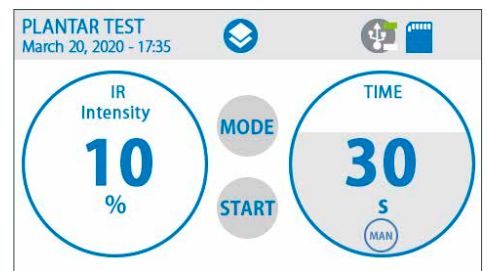 PLANTAR TEST
March 20, 2020 - 17:35
IR
Intensity
10
%
MODE
START
TIME
30
S
MAN